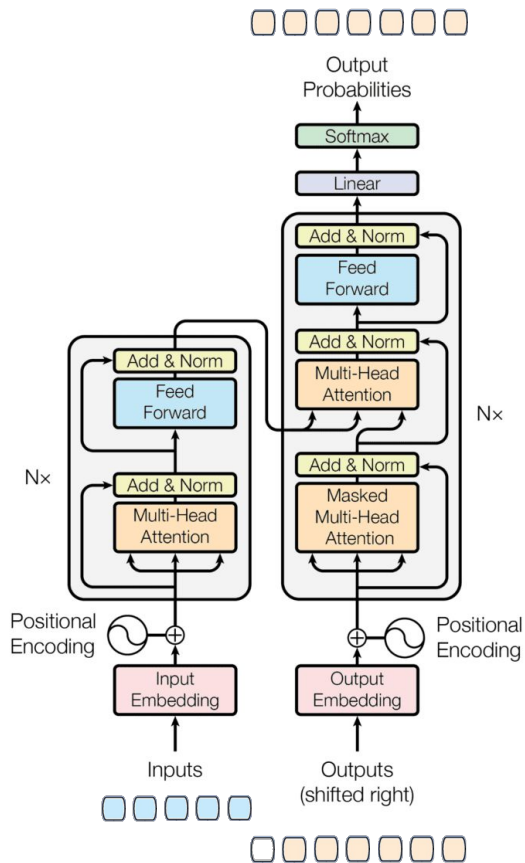 Output
Probabilities
Softmax
Linear
Add & Norm
Feed
Forward
Add & Norm
Multi-Head
Attention
Add & Norm
Masked
Multi-Head
Attention
Nx
Add & Norm
Feed
Forward
Add & Norm
Multi-Head
Attention
Nx
Positional
Encoding
Input
Embedding
Inputs
Positional
Encoding
Output
Embedding
Outputs
(shifted right)